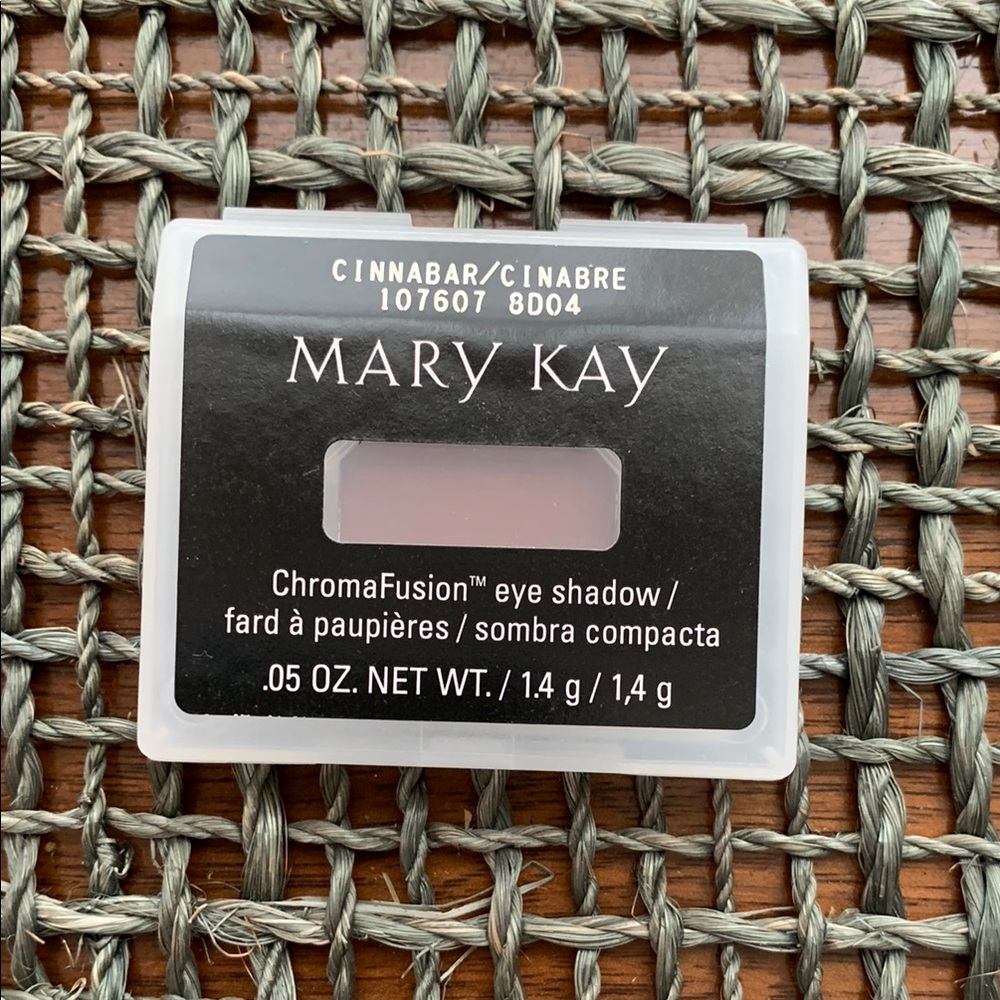 CINNABAR/CINABRE
107607 8D04
MARY KAY
ChromaFusion™ eye shadow /
fard à paupières / sombra compacta
.05 OZ. NET WT. / 1.4 g / 1,4 g